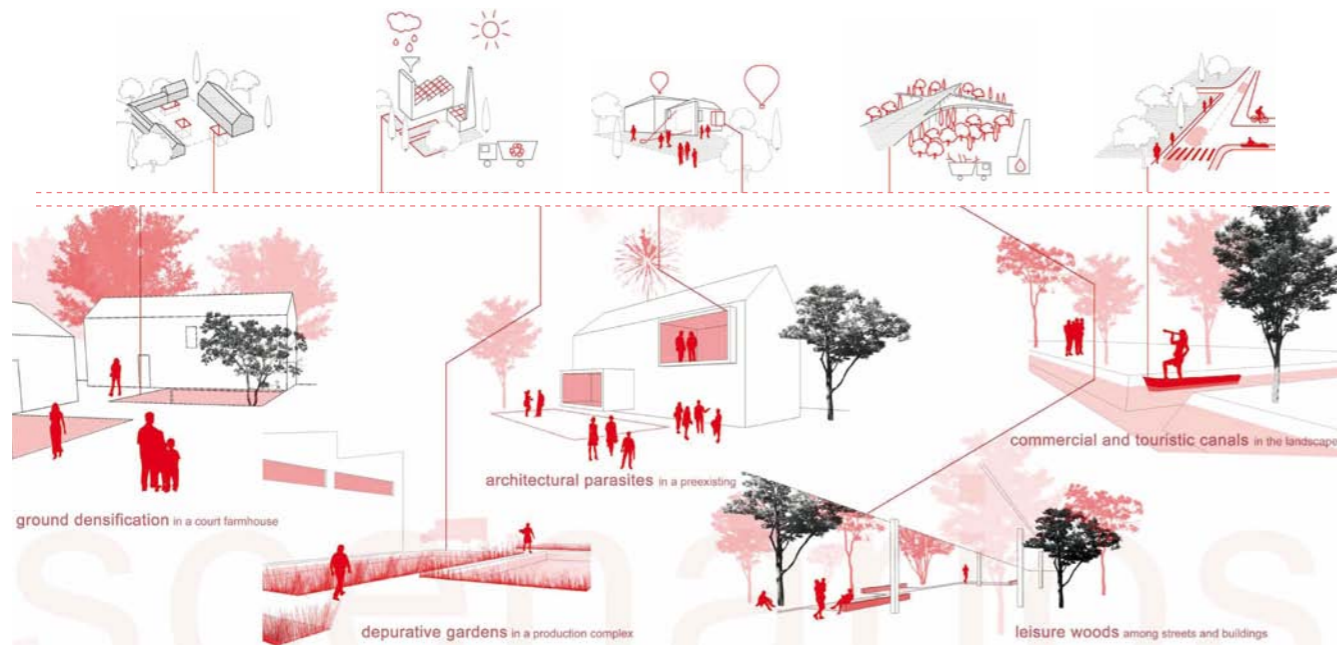 commercial and touristic canals in the landscape
architectural parasites in a preexisting
ground densification in a court farmhouse
depurative gardens in a production complex
leisure woods among streets and buildings
scenarios